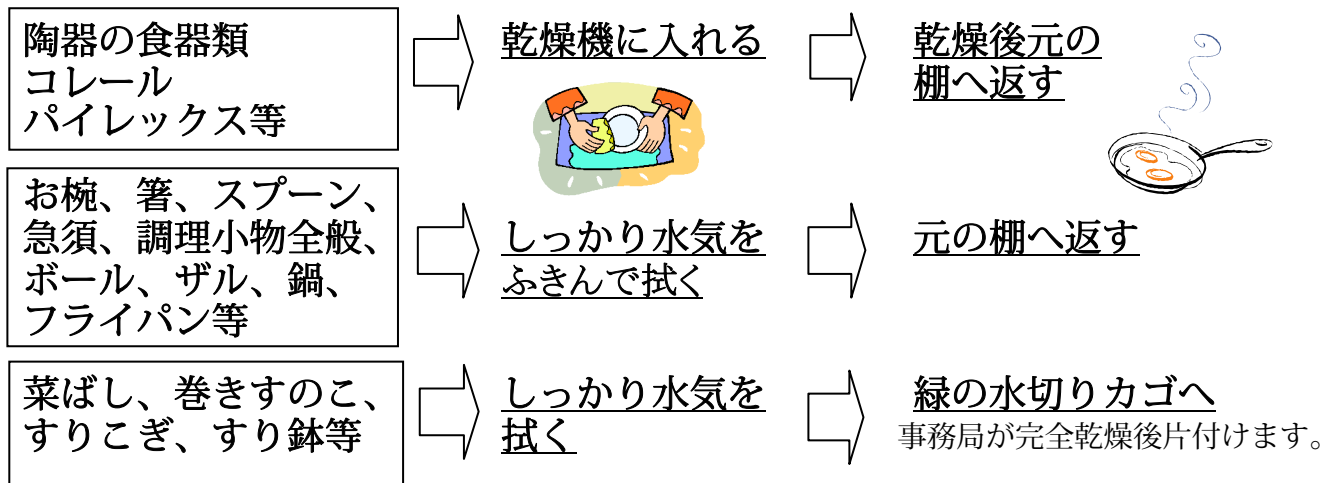 陶器の食器類
コレール
パイレックス等
乾燥機に入れる
乾燥後元の
棚へ返す
お椀、箸、スプーン、
急須、調理小物全般、
ボール、ザル、鍋、
フライパン等
しっかり水気を
ふきんで拭く
元の棚へ返す
菜ばし、巻きすのこ、
すりこぎ、すり鉢等
しっかり水気を
拭く
緑の水切りカゴへ
事務局が完全乾燥後片付けます。